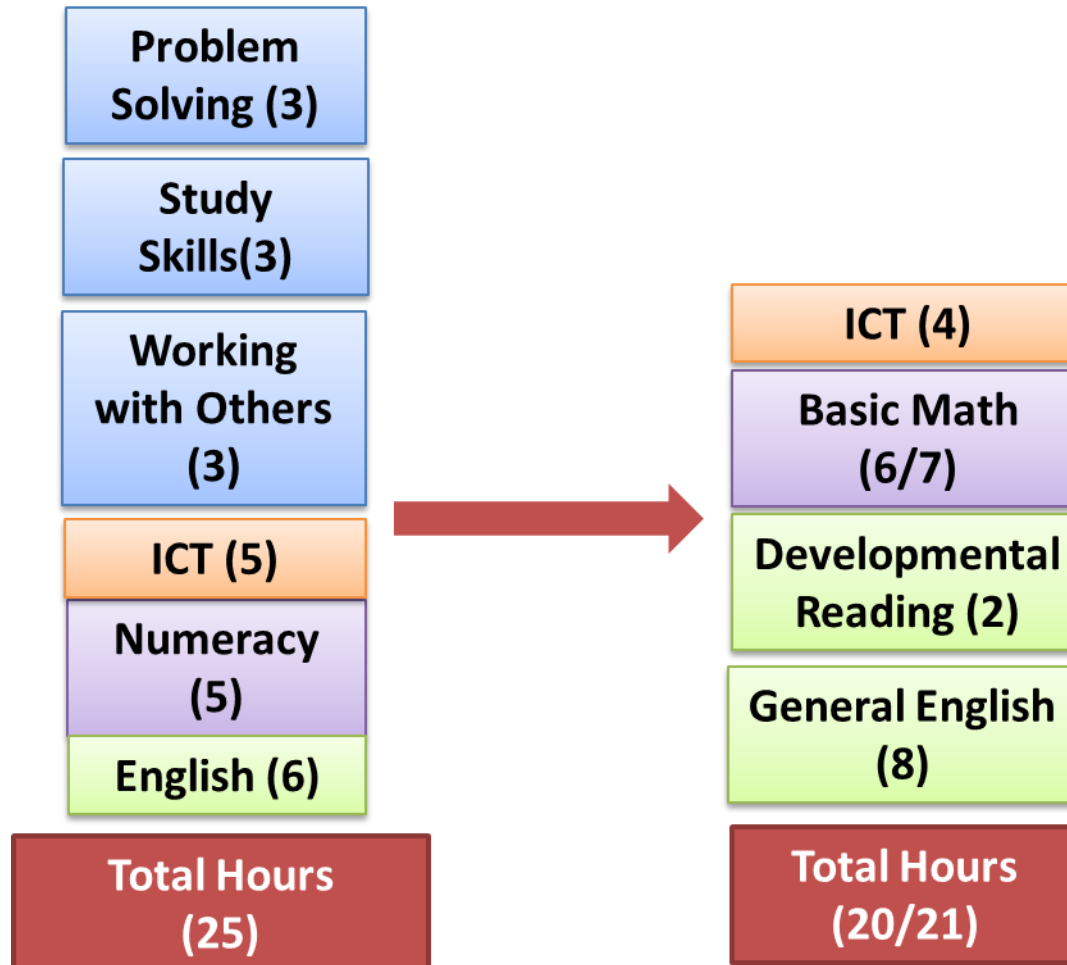 Problem
Solving (3)
Study
Skills(3)
Working
with Others
(3)
ICT (5)
Numeracy
(5)
English (6)
Total Hours
(25)
ICT (4)
Basic Math
(6/7)
Developmental
Reading (2)
General English
(8)
Total Hours
(20/21)